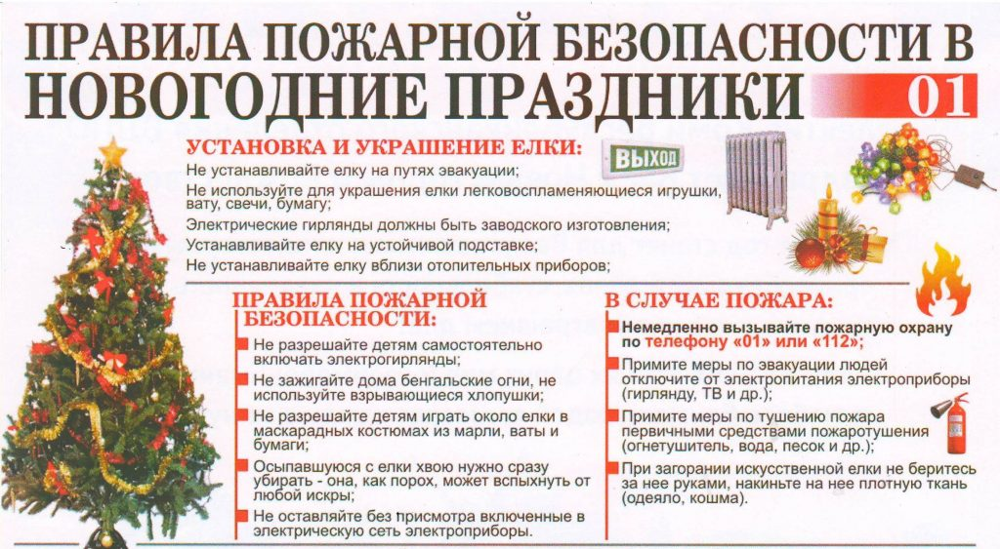 ПРАВИЛА ПОЖАРНОЙ БЕЗОПАСНОСТИ В
НОВОГОДНИЕ ПРАЗДНИКИ
01
УСТАНОВКА И УКРАШЕНИЕ ЕЛКИ:
ВЫХОД
Не устанавливайте елку на путях эвакуации;
Не используйте для украшения елки легковоспламеняющиеся игрушки,
вату, свечи, бумагу;
Электрические гирлянды должны быть заводского изготовления;
Устанавливайте елку на устойчивой подставке;
Не устанавливайте елку вблизи отопительных приборов;
ПРАВИЛА ПОЖАРНОЙ
БЕЗОПАСНОСТИ:
Не разрешайте детям самостоятельно
включать электрогирлянды;
Не зажигайте дома бенгальские огни, не
используйте взрывающиеся хлопушки;
Не разрешайте детям играть около елки в
маскарадных костюмах из марли, ваты и
бумаги;
Осыпавшуюся с елки хвою нужно сразу
убирать - она, как порох, может вспыхнуть от
любой искры;
Не оставляйте без присмотра включенные в
электрическую сеть электроприборы.
В СЛУЧАЕ ПОЖАРА:
Немедленно вызывайте пожарную охрану
по телефону «01» или «112»;
Примите меры по эвакуации людей
отключите от электропитания электроприборы
(гирлянду, ТВ и др.);
Примите меры по тушению пожара
первичными средствами пожаротушения
(огнетушитель, вода, песок и др.);
При загорании искусственной елки не беритесь
за нее руками, накиньте на нее плотную ткань
(одеяло, кошма).